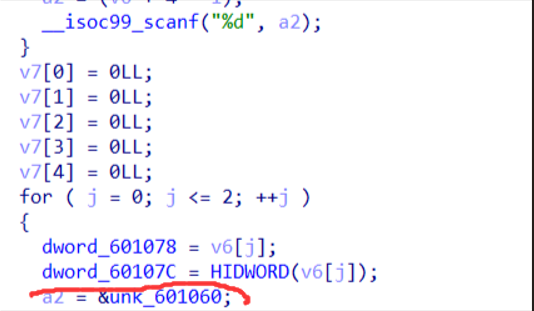 __isoc99_scanf("%d", a2);
}
v7[0] = 0LL;
v7[1] = 0LL;
v7[2] = 0LL;
v7[3] = 0LL;
v7[4] = 0LL;
for ( j = 0; j <= 2; ++j )
{
dword_601078 = v6[j];
dword_60107C = HIDWORD(v6[j]);
a2 = &unk_601060;